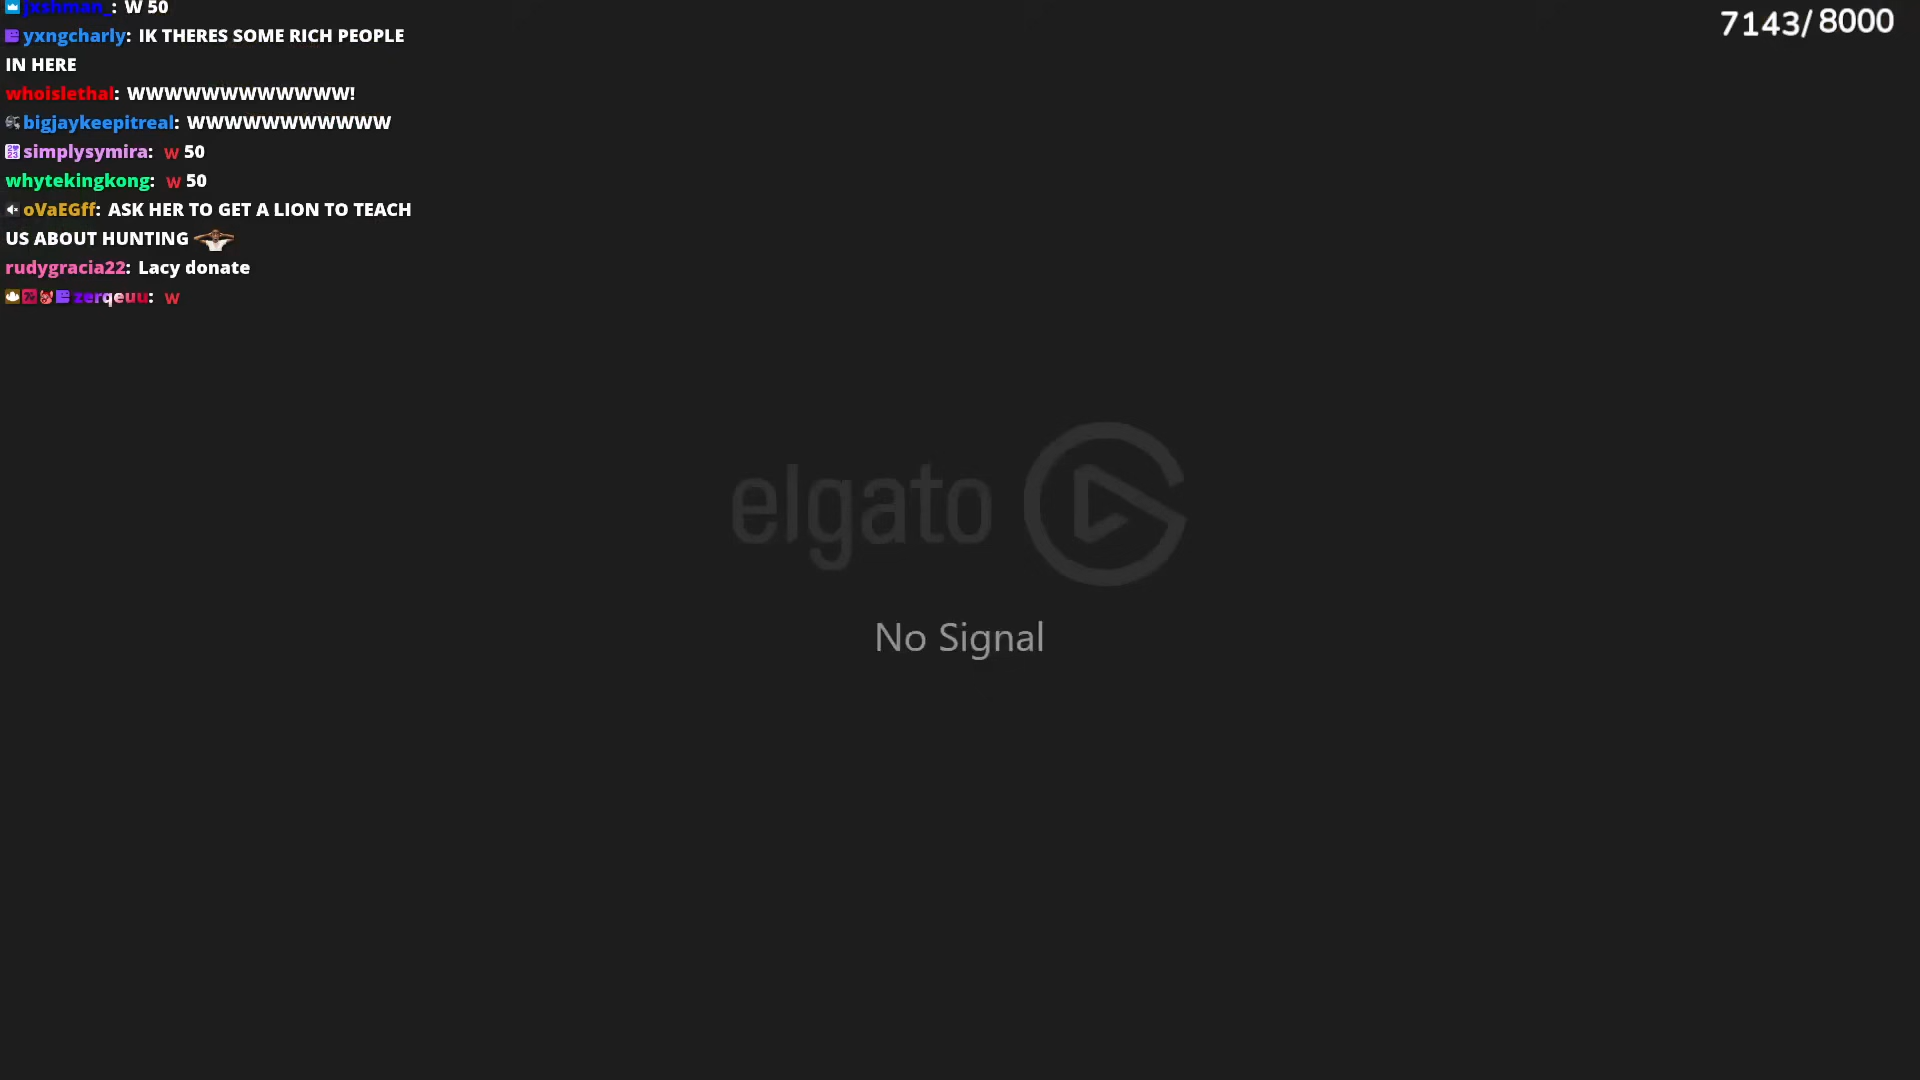 jxshman_: W 50
7143/8000
yxngcharly: IK THERES SOME RICH PEOPLE
IN HERE
whoislethal: WWWWWWWWWWWW!
bigjaykeepitreal: WWWWWWWWWWW
simplysymira: W 50
whytekingkong: W 50
oVaEGff: ASK HER TO GET A LION TO TEACH
US ABOUT HUNTING
rudygracia22: Lacy donate
zerqeuu: W
elgato
No Signal